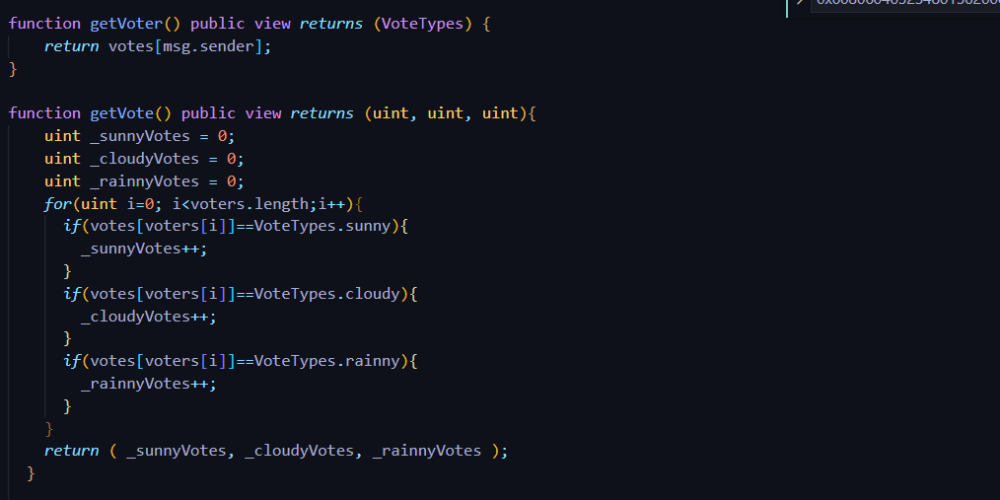 function getVoter() public view returns (VoteTypes) {
    return votes[msg.sender];
}

function getVote() public view returns (uint, uint, uint){
    uint _sunnyVotes = 0;
    uint _cloudyVotes = 0;
    uint _rainnyVotes = 0;
    for(uint i=0; i<voters.length;i++){
      if(votes[voters[i]]==VoteTypes.sunny){
        _sunnyVotes++;
      }
      if(votes[voters[i]]==VoteTypes.cloudy){
        _cloudyVotes++;
      }
      if(votes[voters[i]]==VoteTypes.rainny){
        _rainnyVotes++;
      }
    }
    return ( _sunnyVotes, _cloudyVotes, _rainnyVotes );
  }